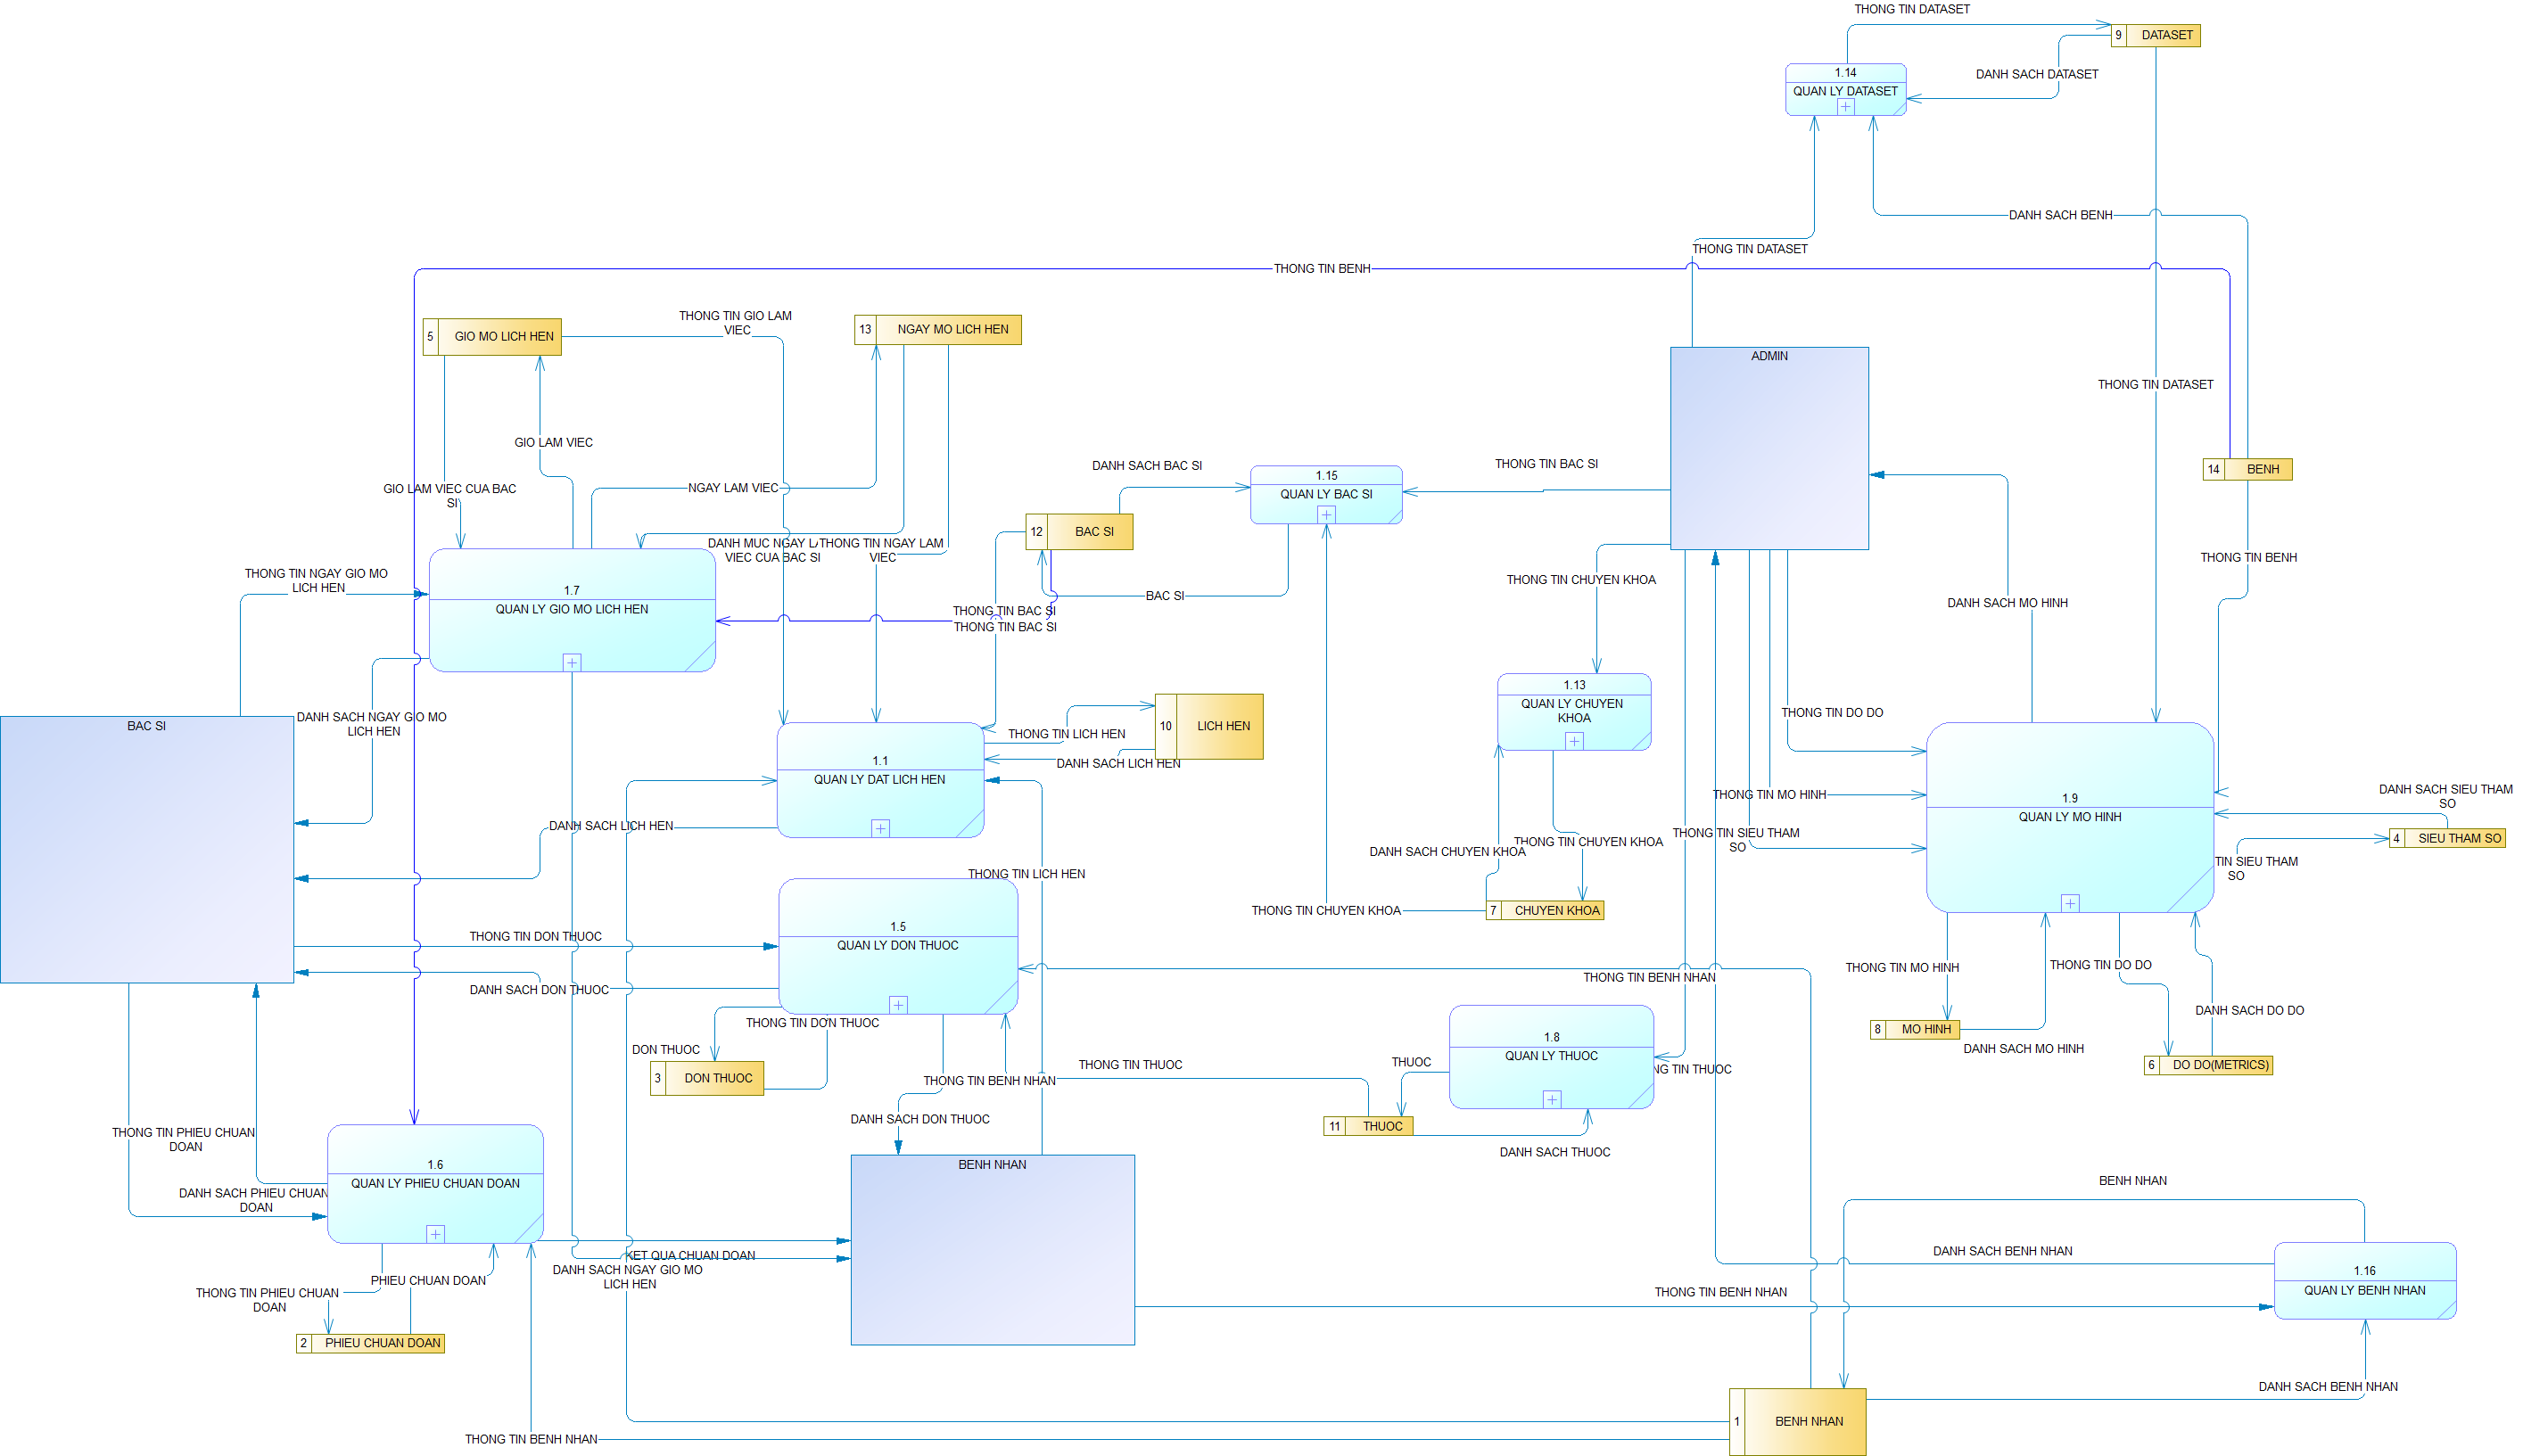 THONG TIN DATASET
9 DATASET
1.14
DANH SACH DATASET
QUAN LY DATASET
DANH SACH BENH
THONG TIN DATASET
THONG TIN BENH
THONG TIN GIO LAM
VIEC
5 GIO MO LICH HEN
13 NGAY MO LICH HEN
ADMIN
THONG TIN DATASET
GIO LAM VIEC
DANH SACH BAC SI
THONG TIN BAC SI
14 BENH
1.15
QUAN LY BAC SI
GIO LAM VIEC CUA BAC
SI
NGAY LAM VIEC
12 BAC SI
DANH MUC NGAY L
VIEC CUA BAC SI
THONG TIN NGAY LAM
VIEC
THONG TIN BENH
THONG TIN NGAY GIO MO
LICH HEN
THONG TIN CHUYEN KHOA
1.7
QUAN LY GIO MO LICH HEN
BAC SI
DANH SACH MO HINH
THONG TIN BAC SI
THONG TIN BAC SI
1.13
QUAN LY CHUYEN
KHOA
DANH SACH NGAY GIO MO
LICH HEN
THONG TIN DO DO
BAC SI
10 LICH HEN
THONG TIN LICH HEN
1.1
QUAN LY DAT LICH HEN
DANH SACH LICH HEN
THONG TIN MO HINH
1.9
QUAN LY MO HINH
DANH SACH SIEU THAM
SO
DANH SACH LICH HEN
THONG TIN SIEU THAM
SO
4 SIEU THAM SO
THONG TIN CHUYEN KHOA
DANH SACH CHUYEN KHOA
TIN SIEU THAM
SO
THONG TIN LICH HEN
THONG TIN CHUYEN KHOA
7 CHUYEN KHOA
1.5
QUAN LY DON THUOC
THONG TIN DON THUOC
THONG TIN MO HINH
THONG TIN DO DO
THONG TIN BENH NHAN
DANH SACH DON THUOC
DANH SACH DO DO
THONG TIN DON THUOC
8 MO HINH
1.8
QUAN LY THUOC
DON THUOC
DANH SACH MO HINH
THUOC
THONG TIN THUOC
NG TIN THUOC
6 DO DO(METRICS)
3 DON THUOC
THONG TIN BENH NHAN
DANH SACH DON THUOC
11 THUOC
THONG TIN PHIEU CHUAN
DOAN
DANH SACH THUOC
1.6
QUAN LY PHIEU CHUAN DOAN
BENH NHAN
BENH NHAN
DANH SACH PHIEU CHUAN
DOAN
KET QUA CHUAN DOAN
DANH SACH BENH NHAN
DANH SACH NGAY GIO MO
LICH HEN
1.16
QUAN LY BENH NHAN
PHIEU CHUAN DOAN
THONG TIN PHIEU CHUAN
DOAN
THONG TIN BENH NHAN
2 PHIEU CHUAN DOAN
DANH SACH BENH NHAN
1 BENH NHAN
THONG TIN BENH NHAN